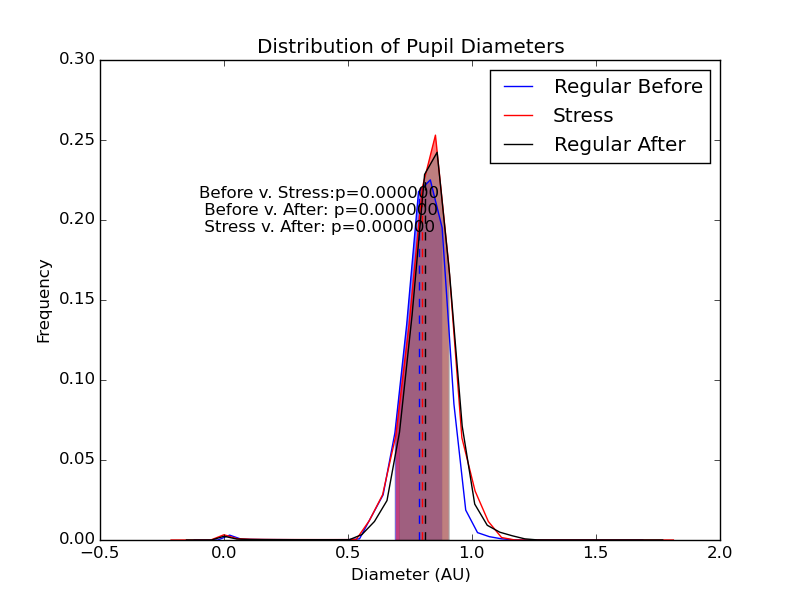 Distribution of Pupil Diameters
0.30
0.25
0.20
0.15
0.10
0.05
0.00
Frequency
Regular Before
Stress
Regular After
Before v. Stress:p=0.000000
Before v. After: p=0.000000
Stress v. After: p=0.000000
−0.5 0.0 0.5 1.0 1.5 2.0
Diameter (AU)